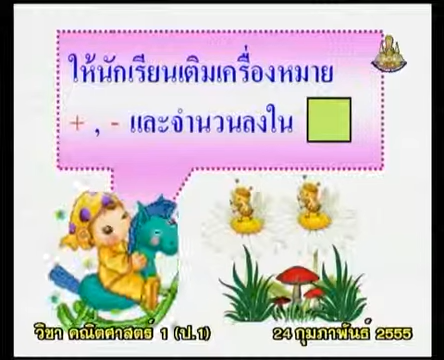 ให้นักเรียนเติมเครื่องหมาย
+ , - และจำนวนลงใน
วิชา คณิตศาสตร์ 1 (ป.1)
24 กุมภาพันธ์ 2555